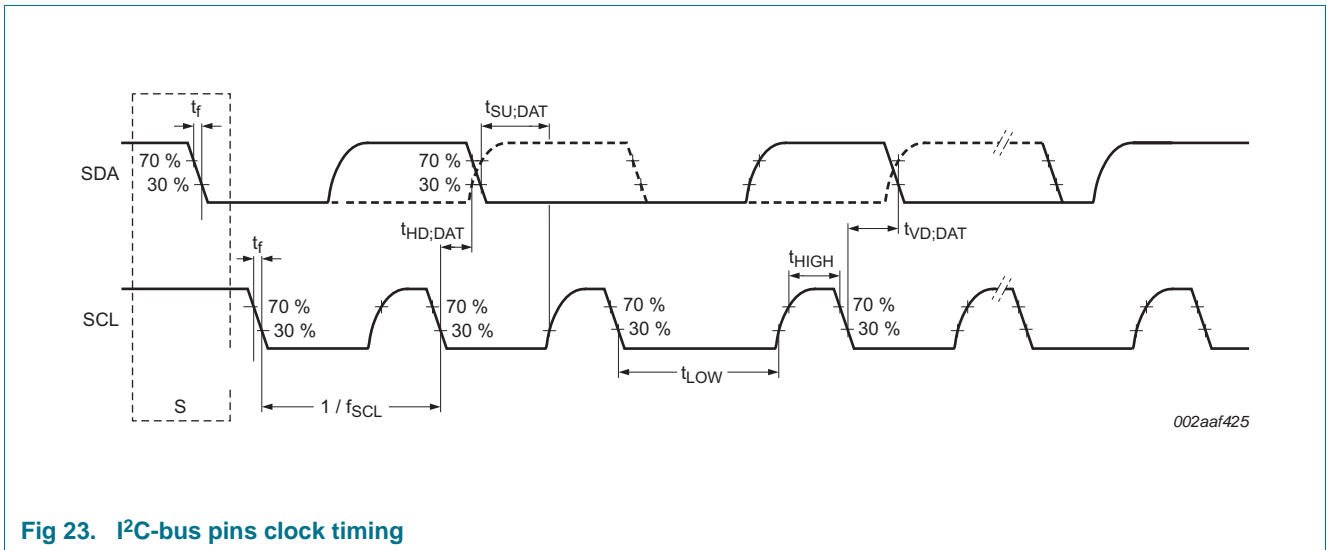 tf
tSU;DAT
70 %
30 %
70 %
30 %
SDA
tHD;DAT
tVD;DAT
tf
tHIGH
70 %
30 %
70 %
30 %
70 %
30 %
70 %
30 %
SCL
tLOW
S
1 / fSCL
002aaf425
Fig 23. I²C-bus pins clock timing